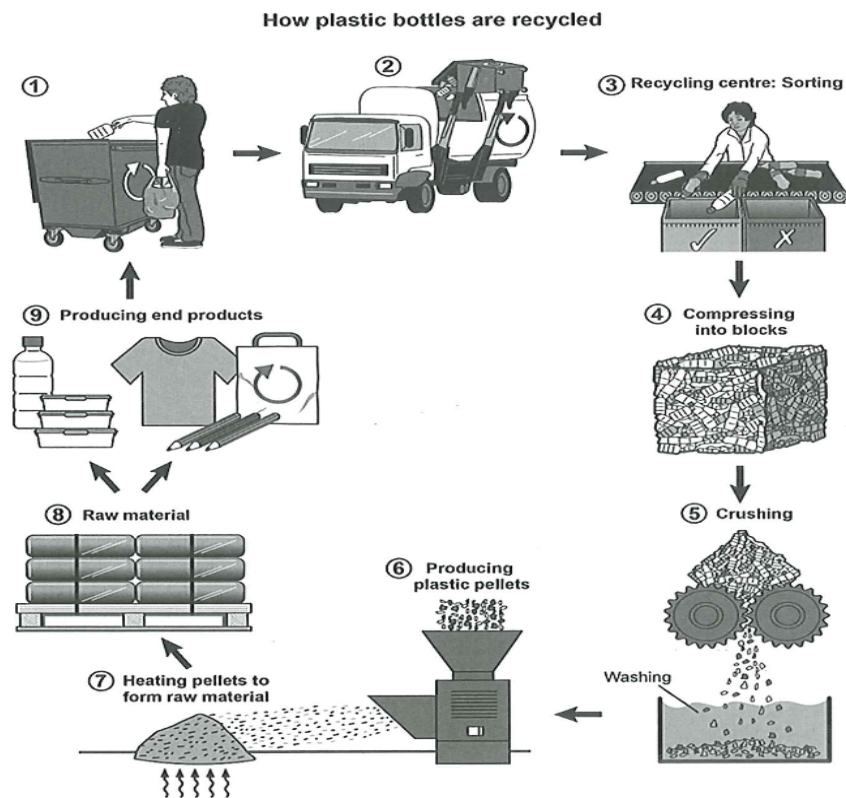 How plastic bottles are recycled
①
②
③ Recycling centre: Sorting
④ Compressing
into blocks
⑤ Crushing
Washing
⑥ Producing
plastic pellets
⑦ Heating pellets to
form raw material
⑧ Raw material
⑨ Producing end products